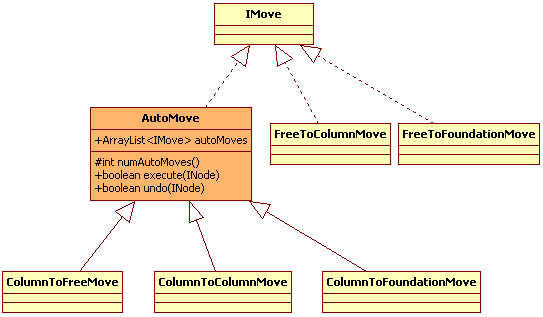 IMove
AutoMove
+ArrayList<IMove> autoMoves
#int numAutoMoves()
+boolean execute(INode)
+boolean undo(INode)
FreeToColumnMove
FreeToFoundationMove
ColumnToFreeMove
ColumnToColumnMove
ColumnToFoundationMove